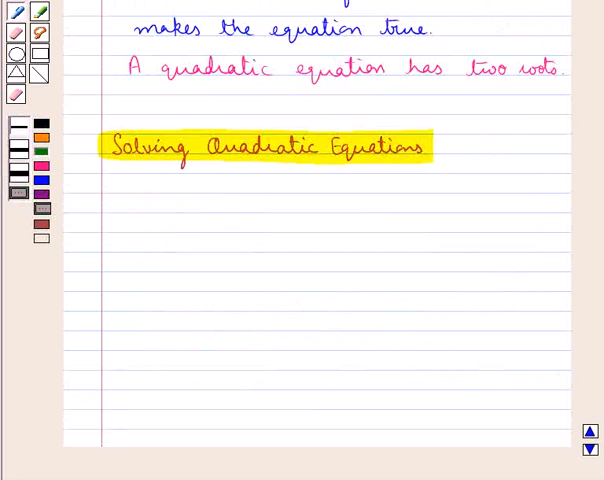 makes the equation true.
A quadratic equation has two roots.
Solving Quadratic Equations